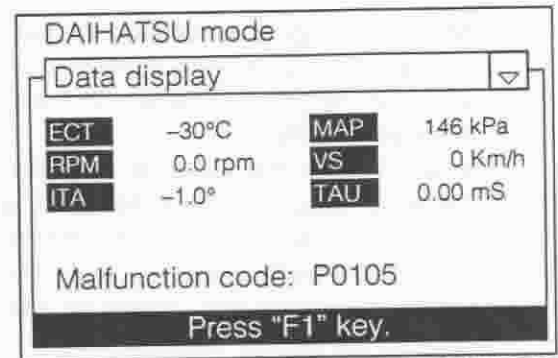 DAIHATSU mode
Data display
ECT –30°C MAP 146 kPa
RPM 0.0 rpm VS 0 Km/h
ITA –1.0° TAU 0.00 mS
Malfunction code: P0105
Press "F1" key.